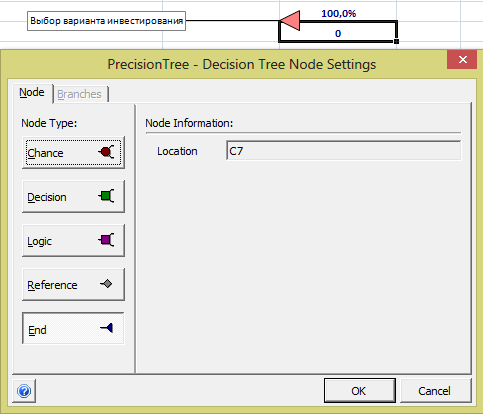 Выбор варианта инвестирования
100,0%
0
PrecisionTree - Decision Tree Node Settings
Node
Branches
Node Type:
Node Information:
Chance
Location
C7
Decision
Logic
Reference
End
OK
Cancel